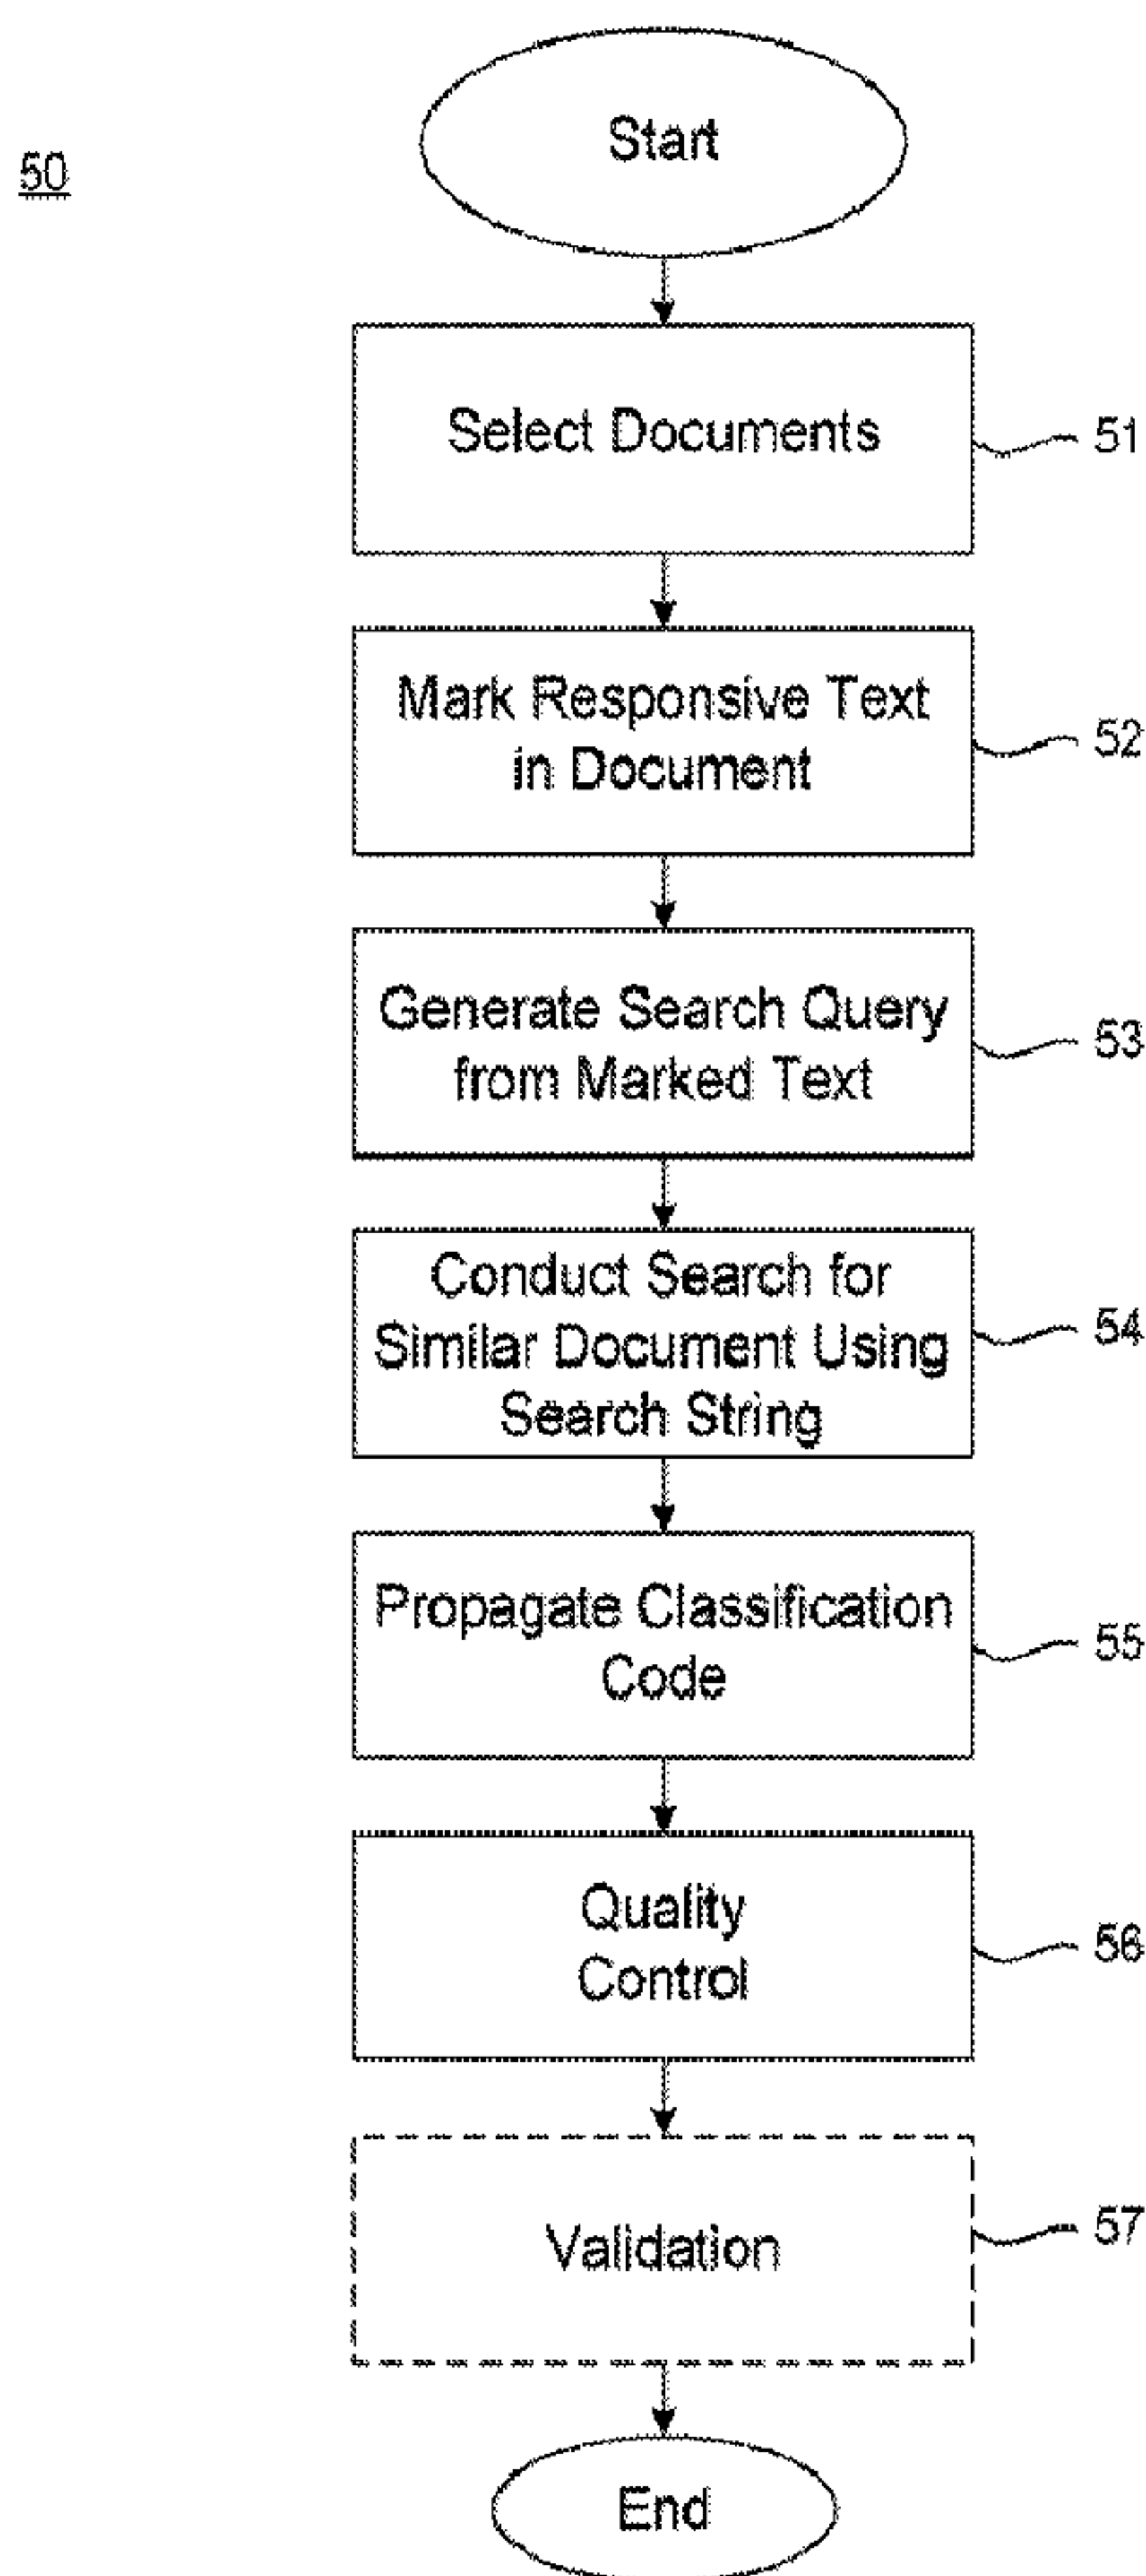 50
Start
Select Documents
51
Mark Responsive Text
in Document
52
Generate Search Query
from Marked Text
53
Conduct Search for
Similar Document Using
Search String
54
Propagate Classification
Code
55
Quality
Control
56
Validation
57
End